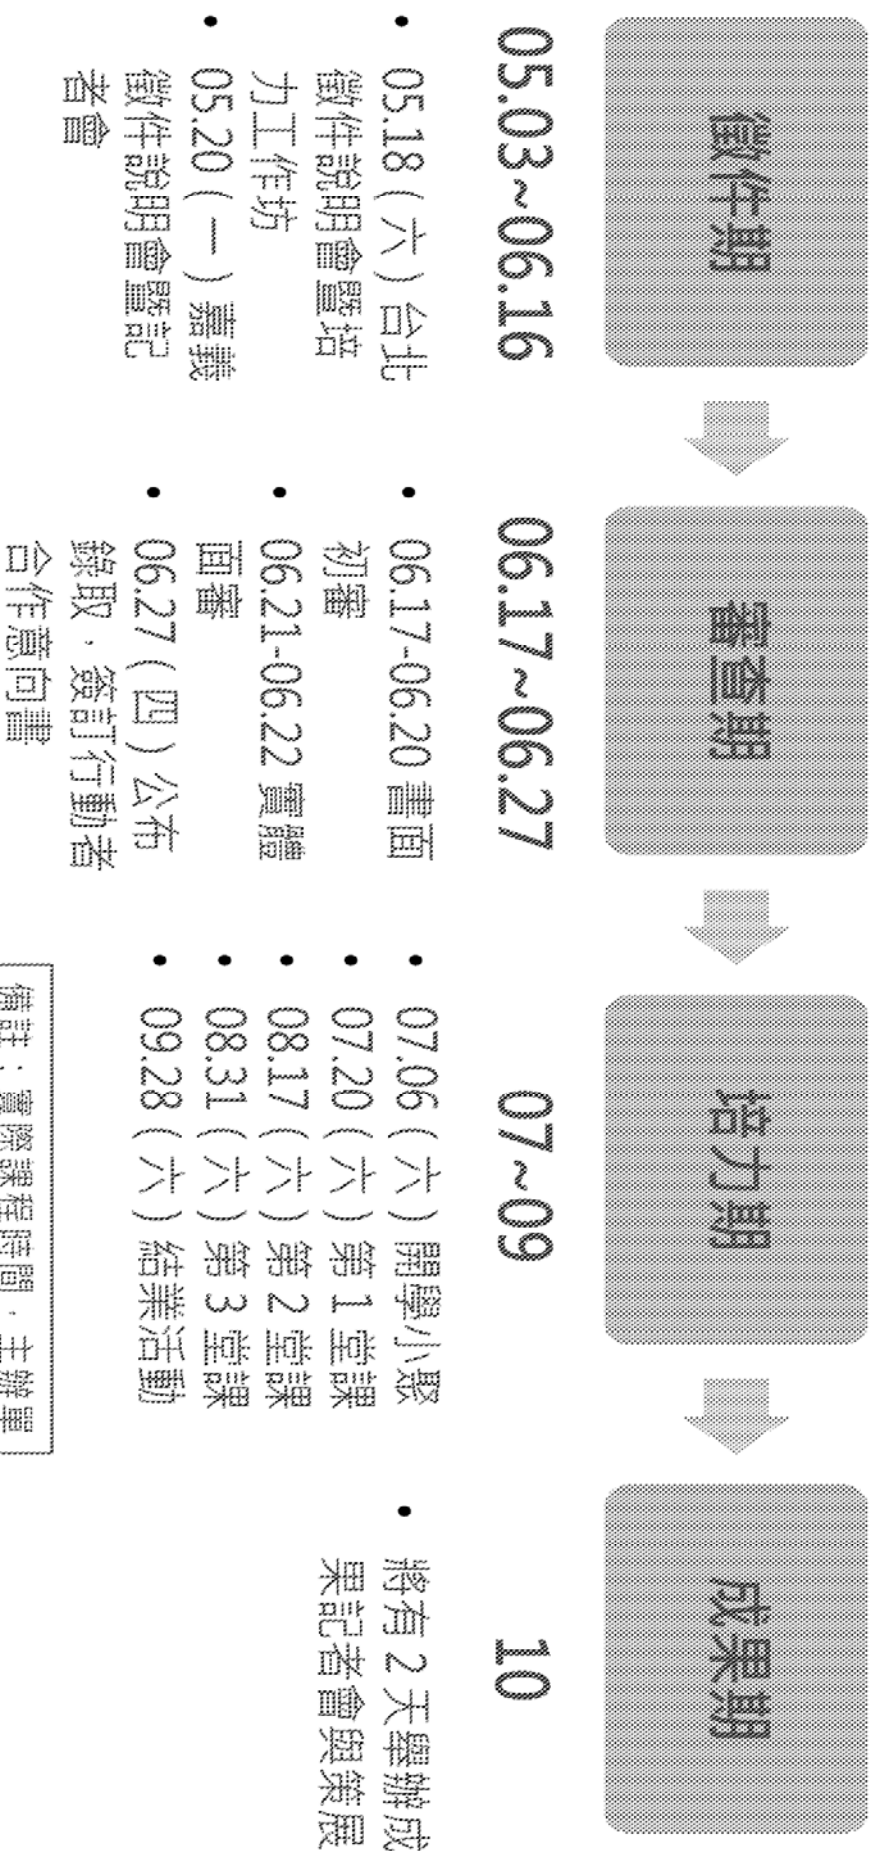 徵件期
05.03~06.16
05.18（六）台北
徵件說明會暨培
力工作坊
05.20（一）嘉義
徵件說明會暨記
者會
審查期
06.17~06.27
06.17-06.20 書面
初審
06.21-06.22 實體
面審
06.27（四）公布
錄取，簽訂行動者
合作意向書
培力期
07~09
07.06（六）開學小聚
07.20（六）第 1 堂課
08.17（六）第 2 堂課
08.31（六）第 3 堂課
09.28（六）結業活動
備註：實際課程時間，主辦單
成果期
10
將有 2 天舉辦成
果記者會與策展